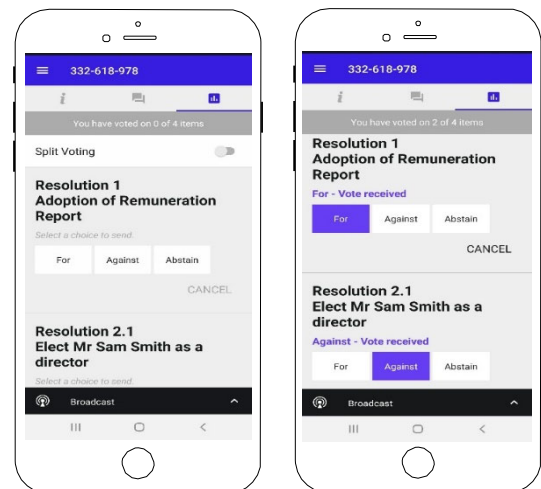 332-618-978
You have voted on 0 of 4 items
Split Voting
Resolution 1
Adoption of Remuneration
Report
Select a choice to send.
For Against Abstain
CANCEL
Resolution 2.1
Elect Mr Sam Smith as a
director
Select a choice to send.
Broadcast
332-618-978
You have voted on 2 of 4 items
Resolution 1
Adoption of Remuneration
Report
For - Vote received
For Against Abstain
CANCEL
Resolution 2.1
Elect Mr Sam Smith as a
director
Against - Vote received
For Against Abstain
Broadcast